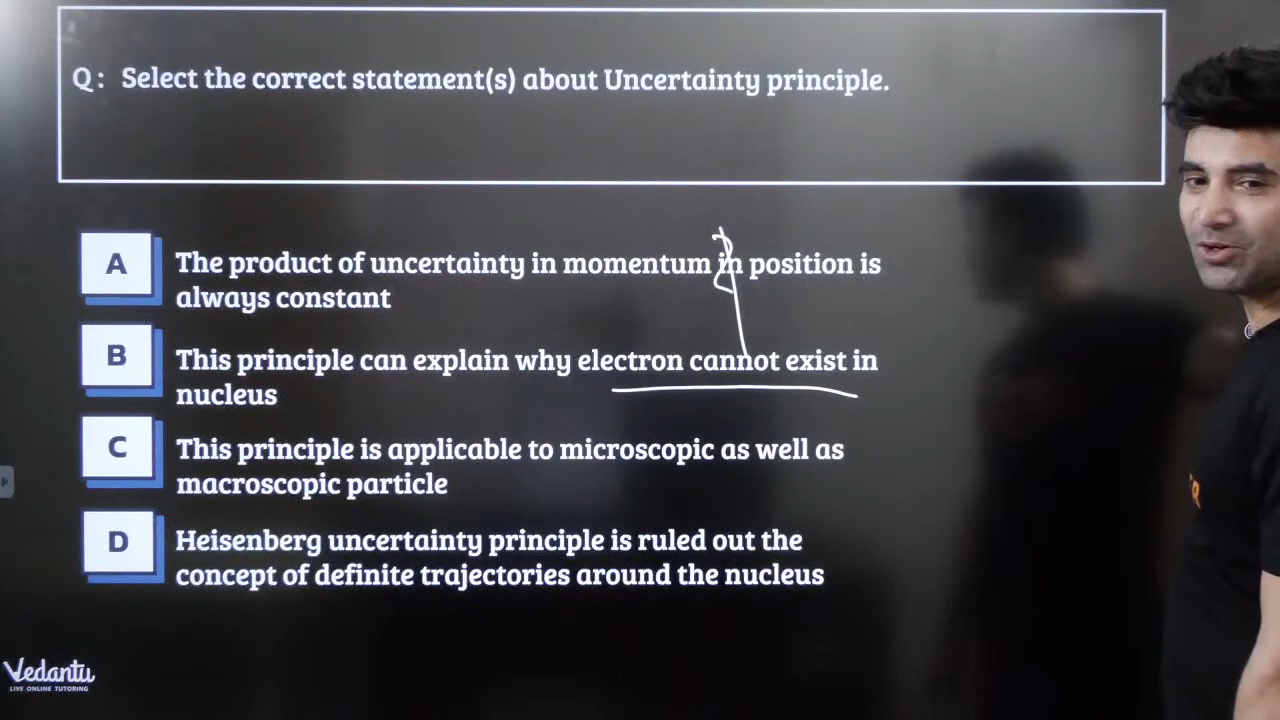 Q: Select the correct statement(s) about Uncertainty principle.
A
The product of uncertainty in momentum in position is
always constant
B
This principle can explain why electron cannot exist in
nucleus
C
This principle is applicable to microscopic as well as
macroscopic particle
D
Heisenberg uncertainty principle is ruled out the
concept of definite trajectories around the nucleus
Vedantu
LIVE ONLINE TUTORING